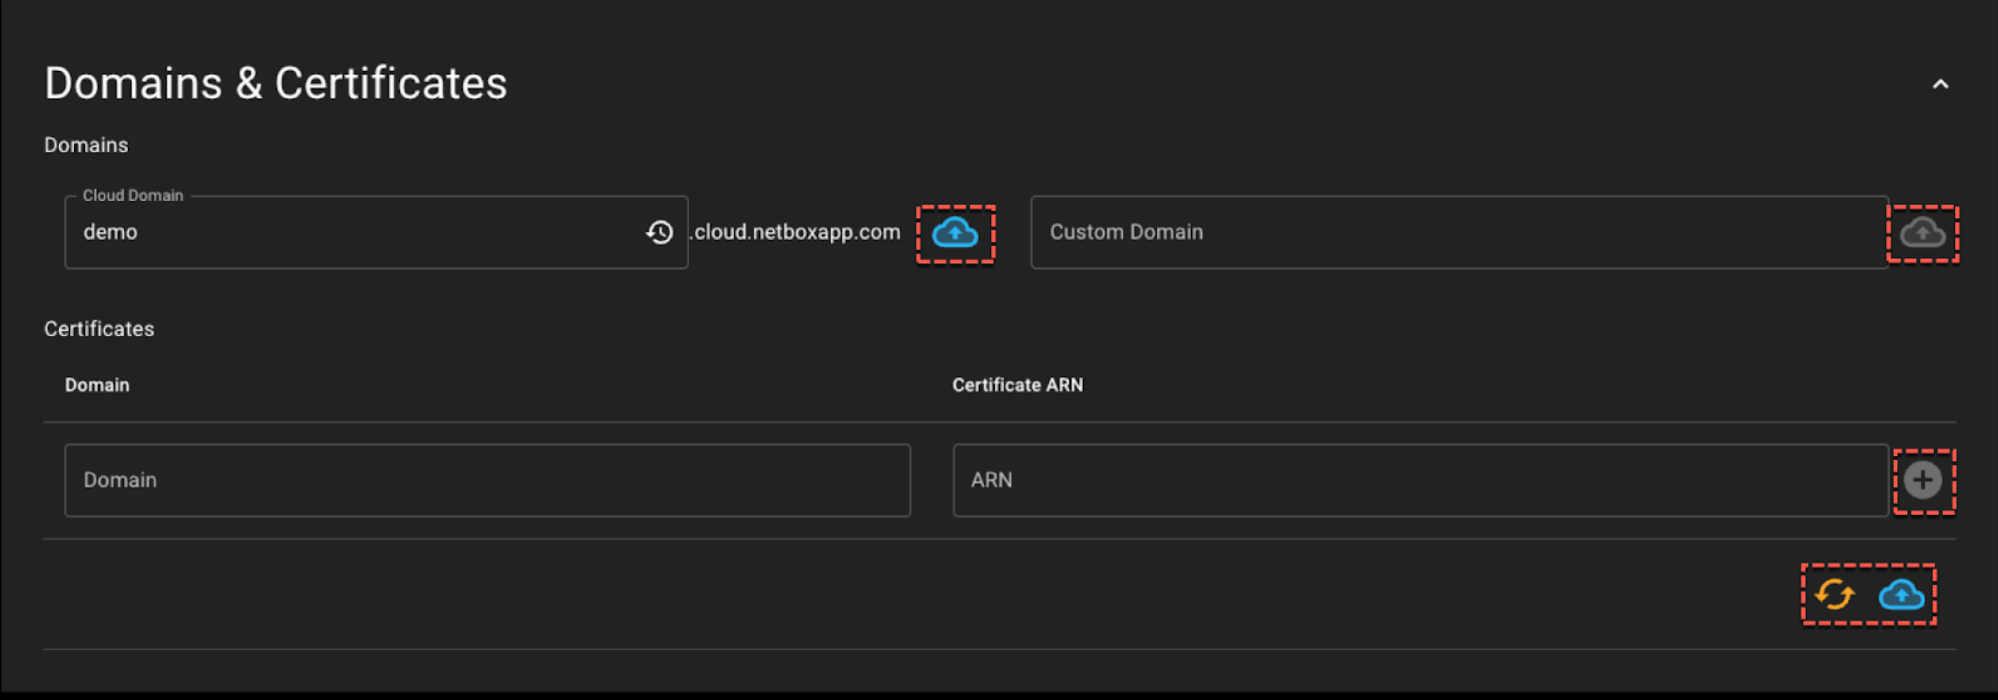 Domains & Certificates
Domains
Cloud Domain
demo .cloud.netboxapp.com Custom Domain
Certificates
Domain Certificate ARN
Domain ARN